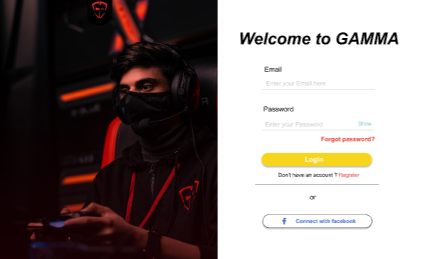 Welcome to GAMMA
Email
Enter your Email here
Password
Enter your Password
Show
Forgot password?
Login
Don't have an account ? Register
or
Connect with facebook